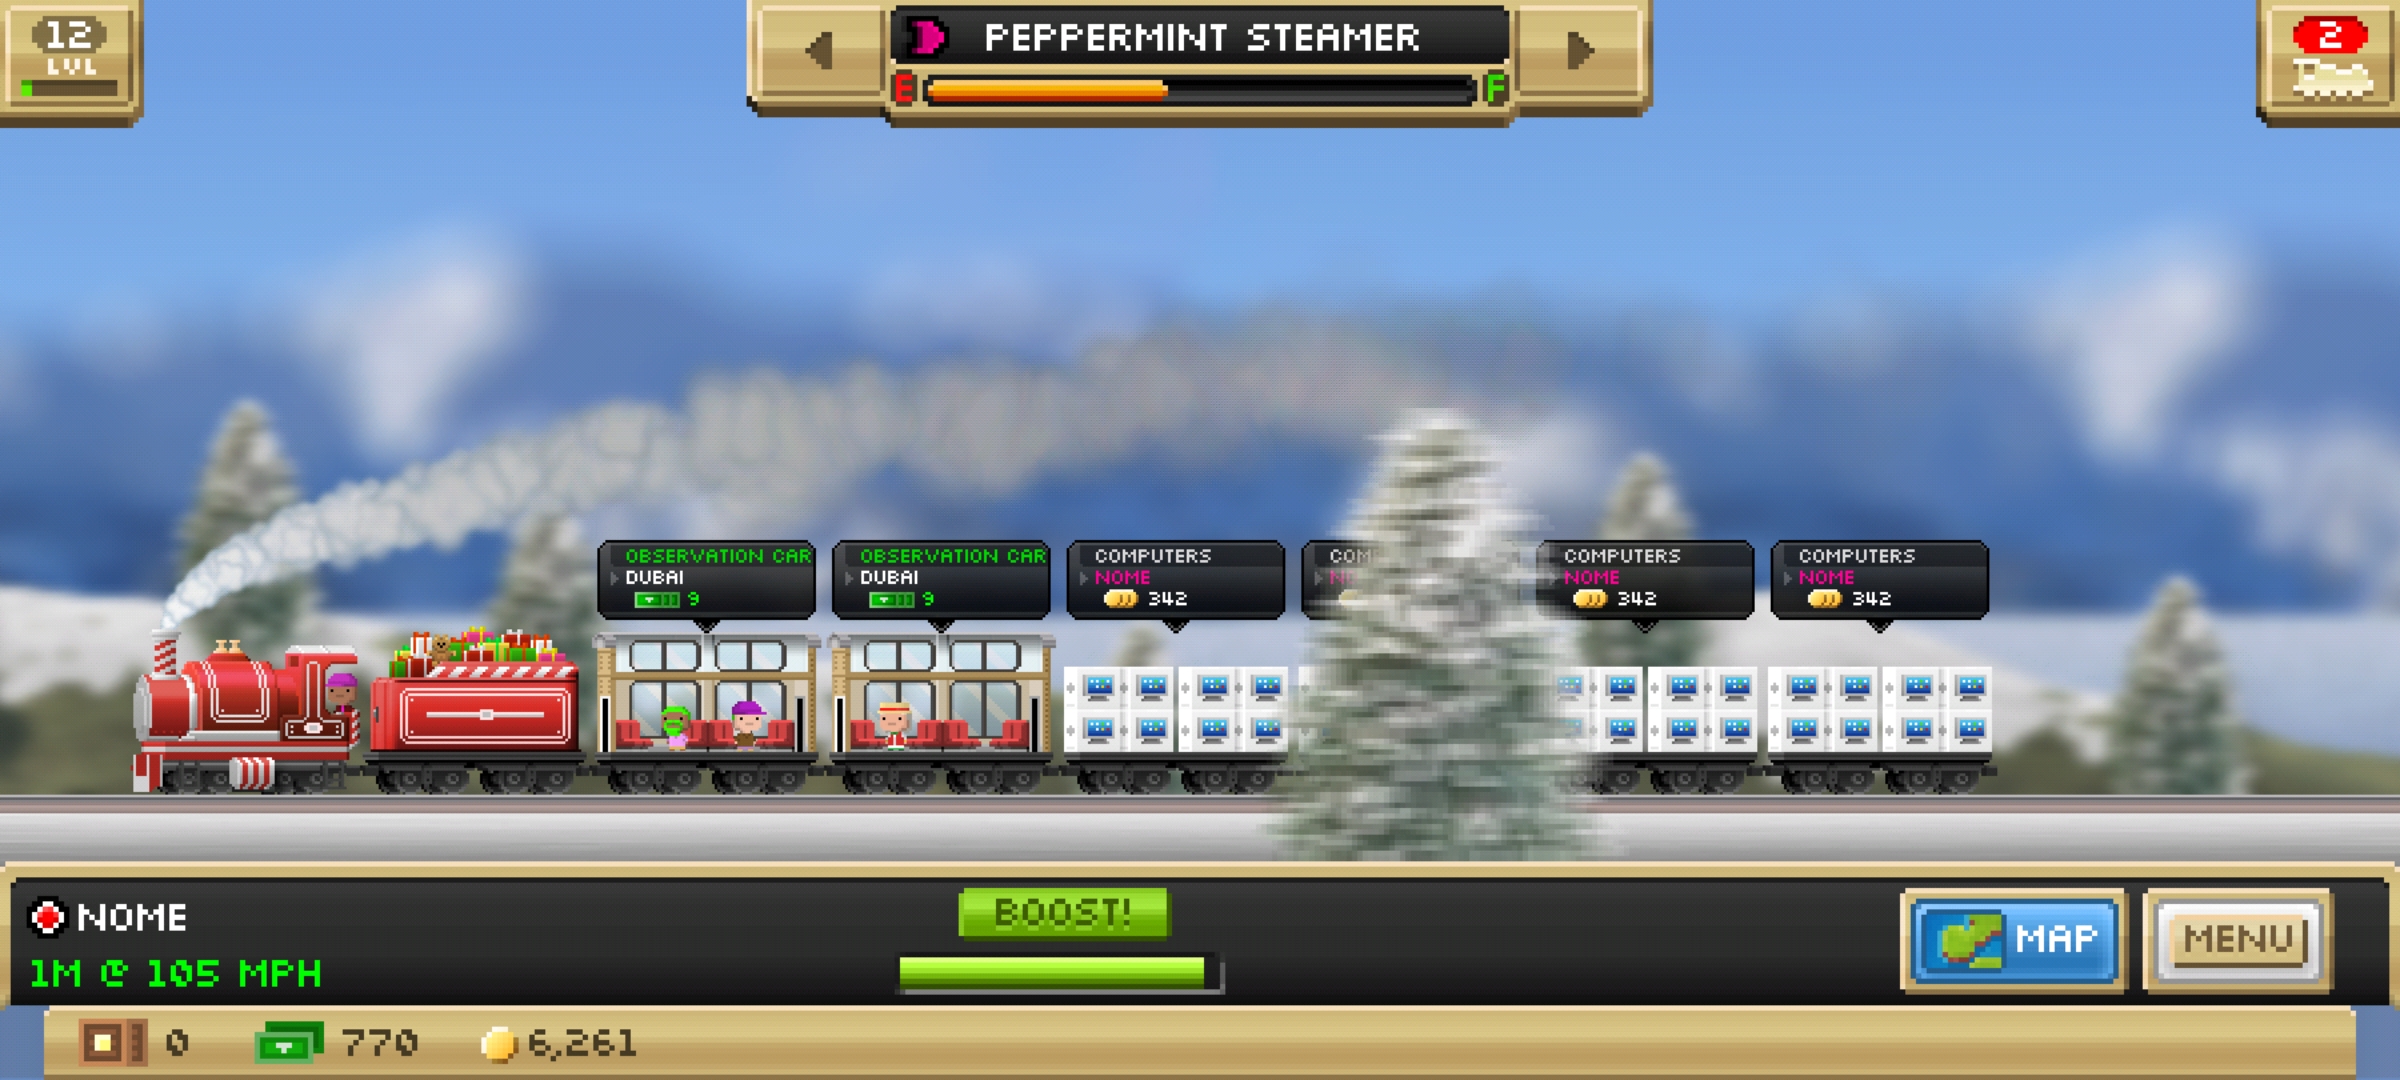 12
LVL
PEPPERMINT STEAMER
E F
2
OBSERVATION CAR
DUBAI
9
OBSERVATION CAR
DUBAI
9
COMPUTERS
NOME
342
COMPUTERS
NOME
342
COMPUTERS
NOME
342
NOME
1M @ 105 MPH
BOOST!
MAP
MENU
0
770
6,261